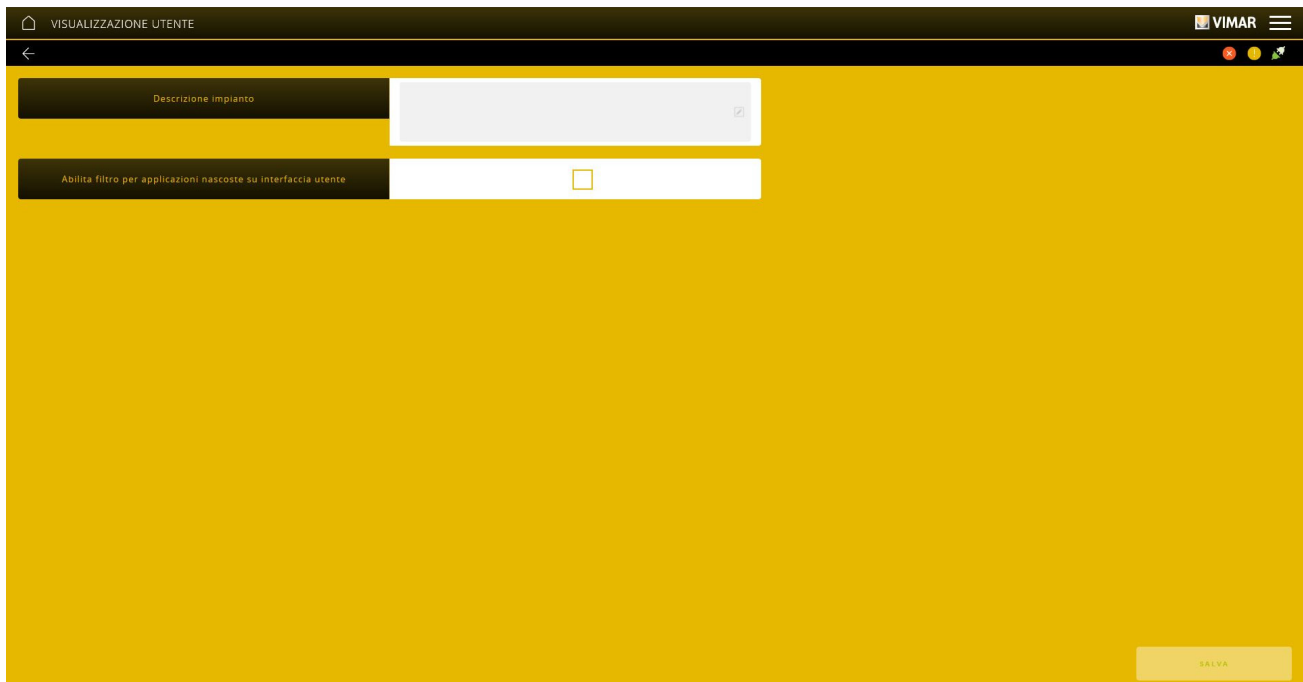 VISUALIZZAZIONE UTENTE
VIMAR
Descrizione impianto
Abilita filtro per applicazioni nascoste su interfaccia utente
SALVA